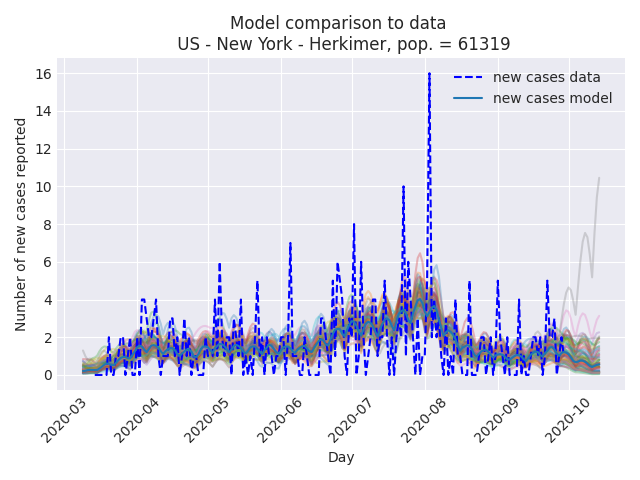 Model comparison to data
US - New York - Herkimer, pop. = 61319
new cases data
new cases model
Number of new cases reported
16
14
12
10
8
6
4
2
0
2020-03
2020-04
2020-05
2020-06
2020-07
2020-08
2020-09
2020-10
Day